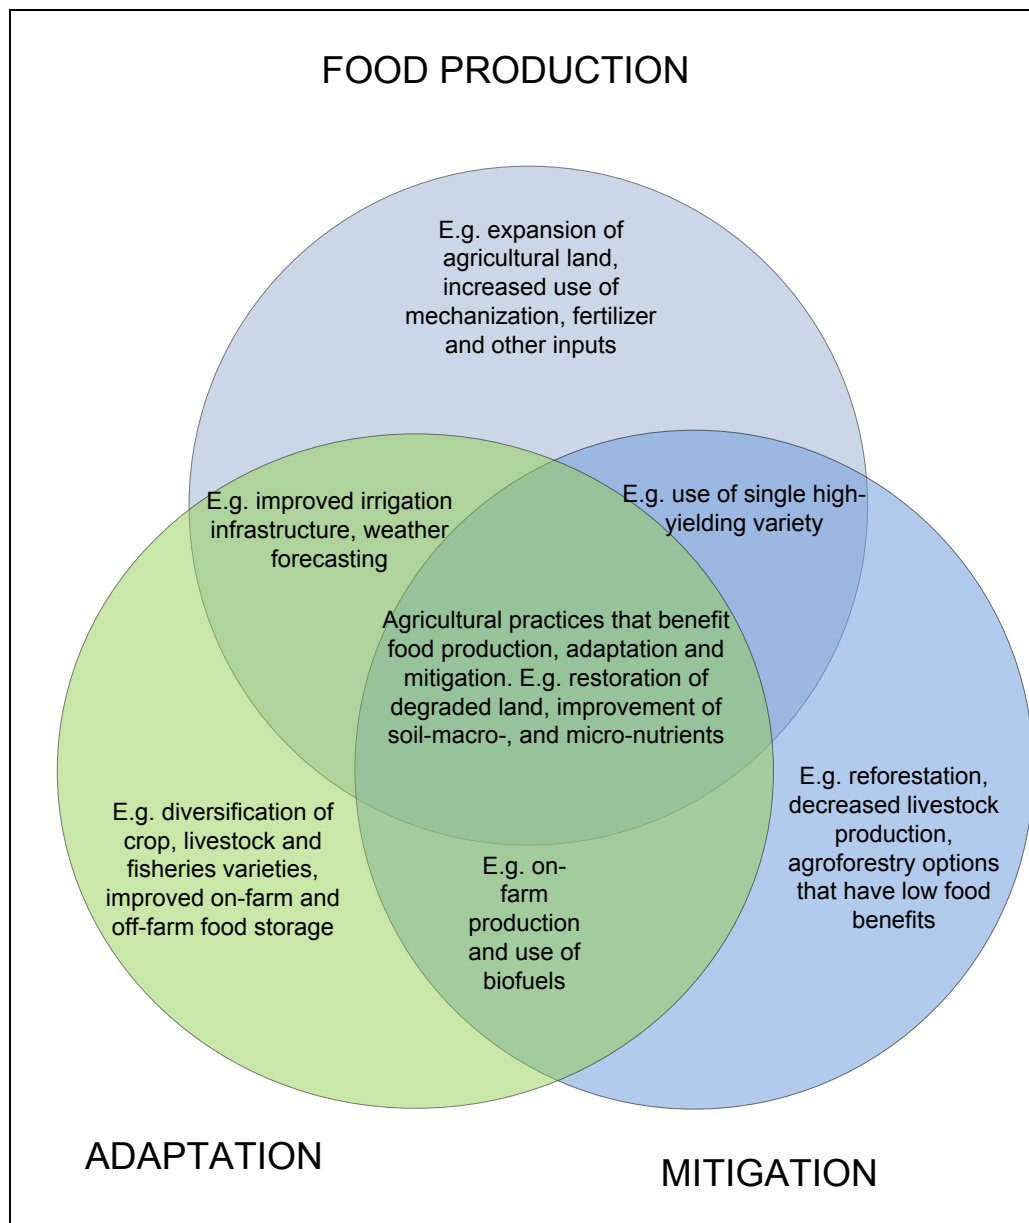 FOOD PRODUCTION
E.g. expansion of
agricultural land,
increased use of
mechanization, fertilizer
and other inputs
E.g. improved irrigation
infrastructure, weather
forecasting
E.g. use of single high-
yielding variety
Agricultural practices that benefit
food production, adaptation and
mitigation. E.g. restoration of
degraded land, improvement of
soil-macro-, and micro-nutrients
E.g. diversification of
crop, livestock and
fisheries varieties,
improved on-farm and
off-farm food storage
E.g. on-
farm
production
and use of
biofuels
E.g. reforestation,
decreased livestock
production,
agroforestry options
that have low food
benefits
ADAPTATION
MITIGATION